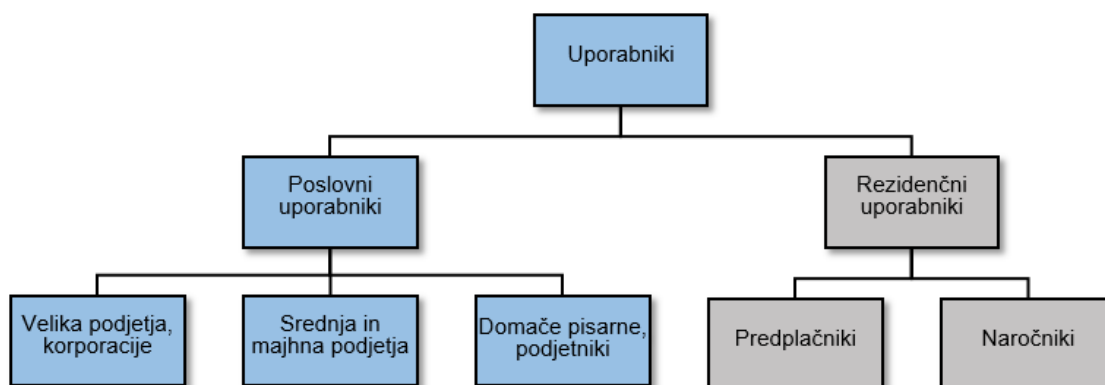 Uporabniki
Poslovni
uporabniki
Rezidenčni
uporabniki
Velika podjetja,
korporacije
Srednja in
majhna podjetja
Domače pisarne,
podjetniki
Predplačniki
Naročniki